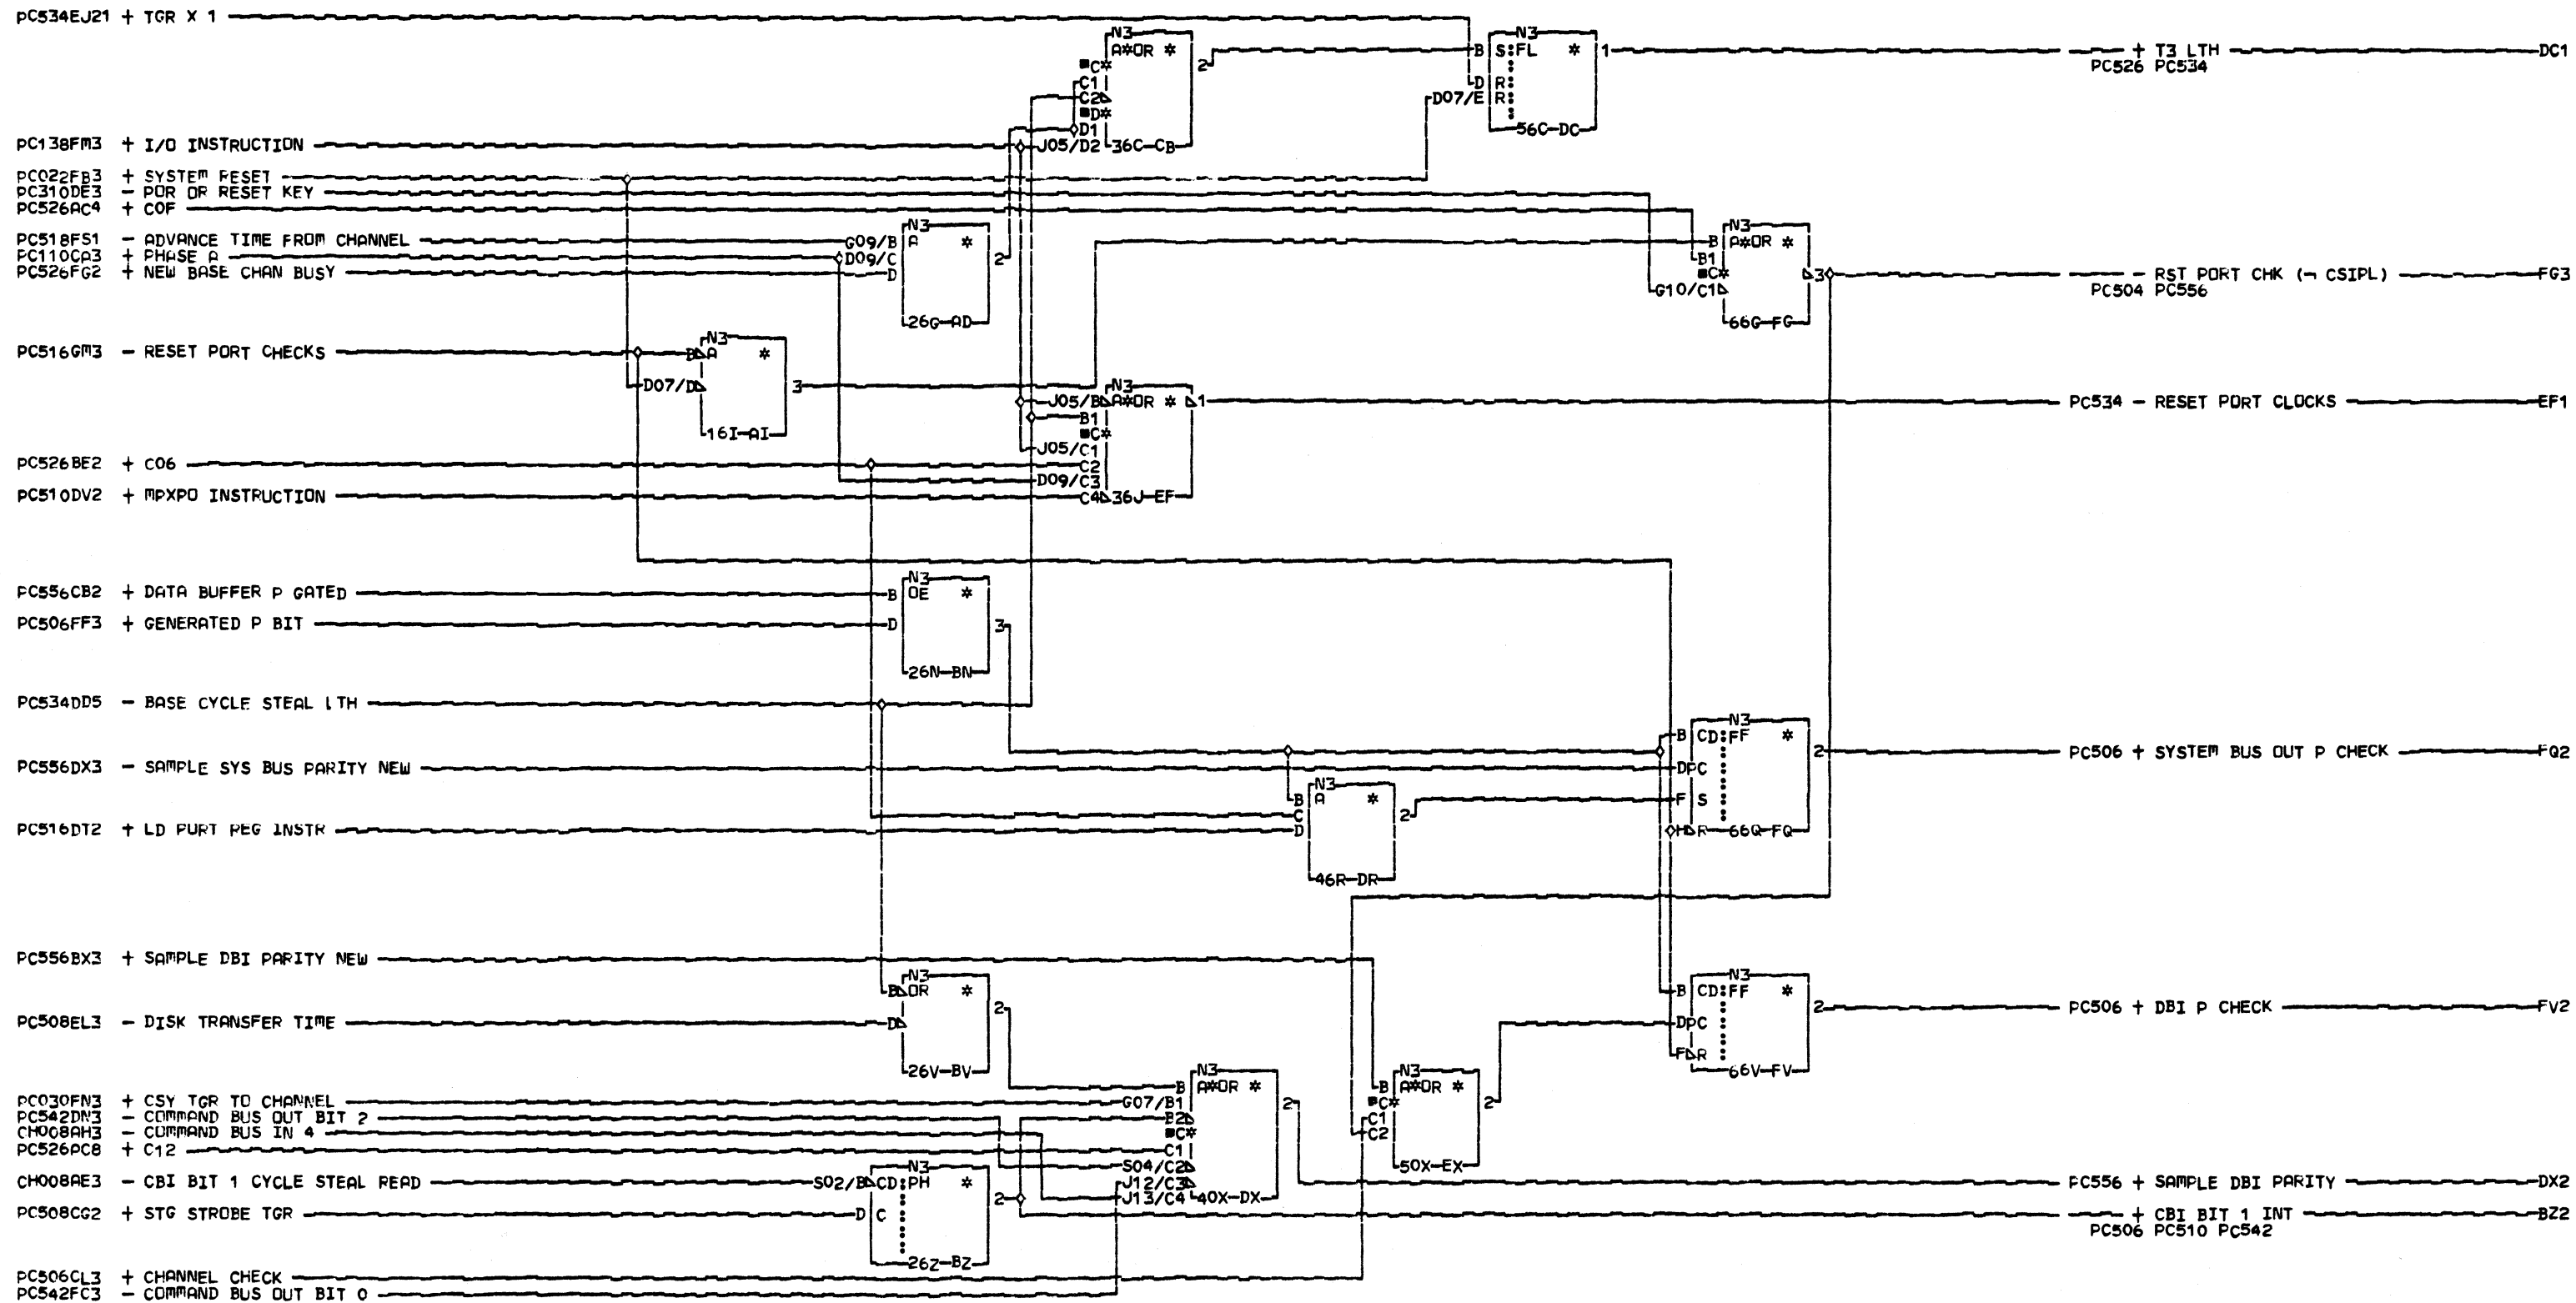 PC534EJ21 + TGR X 1
N3
A*OR *
■C*
C1
C2
■D*
D1
J05/D2
36C-CB
2
N3
B S FL * 1
D R
D07/E R
56C-DC
+ T3 LTH DC1
PC526 PC534
PC138FM3 + I/O INSTRUCTION
PC022FB3 + SYSTEM RESET
PC310DE3 - POR OR RESET KEY
PC526AC4 + COF
PC518FS1 - ADVANCE TIME FROM CHANNEL
PC110CA3 + PHASE A
PC526FG2 + NEW BASE CHAN BUSY
N3
G09/B A *
D09/C 2
D
26G-AD
N3
B A*OR *
B1
■C* 3
G10/C1
66G-FG
- RST PORT CHK (¬ CSIPL) FG3
PC504 PC556
PC516GM3 - RESET PORT CHECKS
N3
B A *
D07/D 3
16I-AI
N3
J05/B A*OR * 1
B1
■C*
J05/C1
C2
D09/C3
C4 36J-EF
PC534 - RESET PORT CLOCKS EF1
PC526BE2 + C06
PC510DV2 + MPXPO INSTRUCTION
PC556CB2 + DATA BUFFER P GATED
PC506FF3 + GENERATED P BIT
N3
B OE *
D 3
26N-BN
PC534DD5 - BASE CYCLE STEAL LTH
PC556DX3 - SAMPLE SYS BUS PARITY NEW
PC516DT2 + LD PORT REG INSTR
N3
B A *
C 2
D
46R-DR
N3
B CD FF *
2
D C
F S
H R 66Q-FQ
PC506 + SYSTEM BUS OUT P CHECK FQ2
PC556BX3 + SAMPLE DBI PARITY NEW
PC508EL3 - DISK TRANSFER TIME
N3
B OR *
2
D
26V-BV
N3
B CD FF *
2
D C
F R
66V-FV
PC506 + DBI P CHECK FV2
PC030FN3 + CSY TGR TO CHANNEL
PC542DN3 - COMMAND BUS OUT BIT 2
CH008AH3 - COMMAND BUS IN 4
PC526PC8 + C12
CH008AE3 - CBI BIT 1 CYCLE STEAL READ
PC508CG2 + STG STROBE TGR
PC506CL3 + CHANNEL CHECK
PC542FC3 - COMMAND BUS OUT BIT 0
N3
S02/B CD PH *
2
D C
26Z-BZ
N3
B A*OR *
G07/B1 2
B2
■C*
C1
S04/C2
J12/C3
J13/C4 40X-DX
N3
B A*OR *
■C* 2
C1
C2
50X-EX
PC556 + SAMPLE DBI PARITY DX2
+ CBI BIT 1 INT BZ2
PC506 PC510 PC542